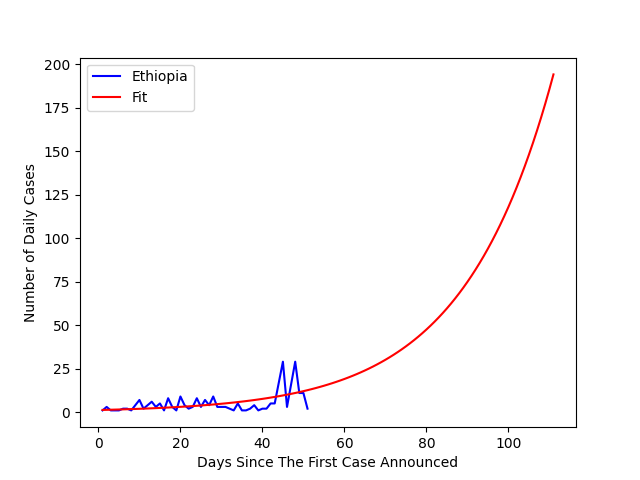 Ethiopia
Fit
200
175
150
125
100
75
50
25
0
Number of Daily Cases
0 20 40 60 80 100
Days Since The First Case Announced